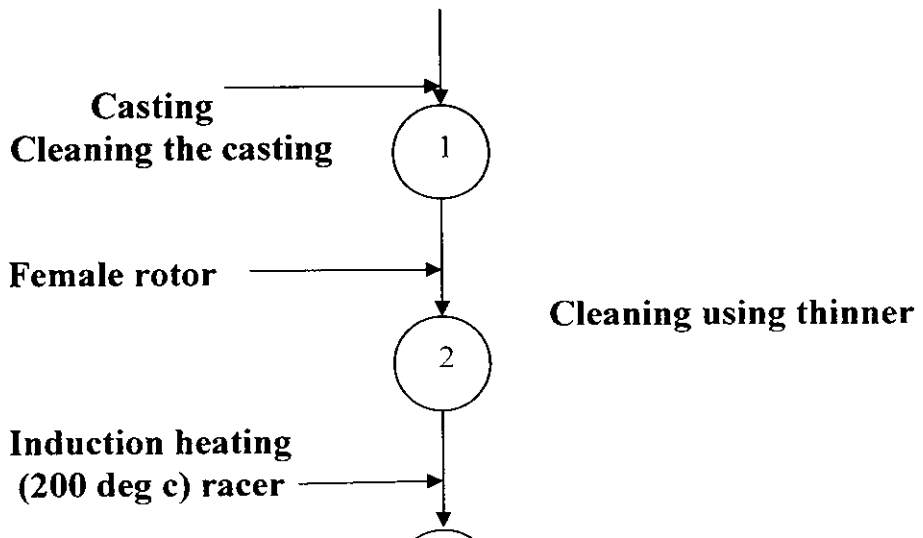 Casting
Cleaning the casting
1
Female rotor
Cleaning using thinner
2
Induction heating
(200 deg c) racer